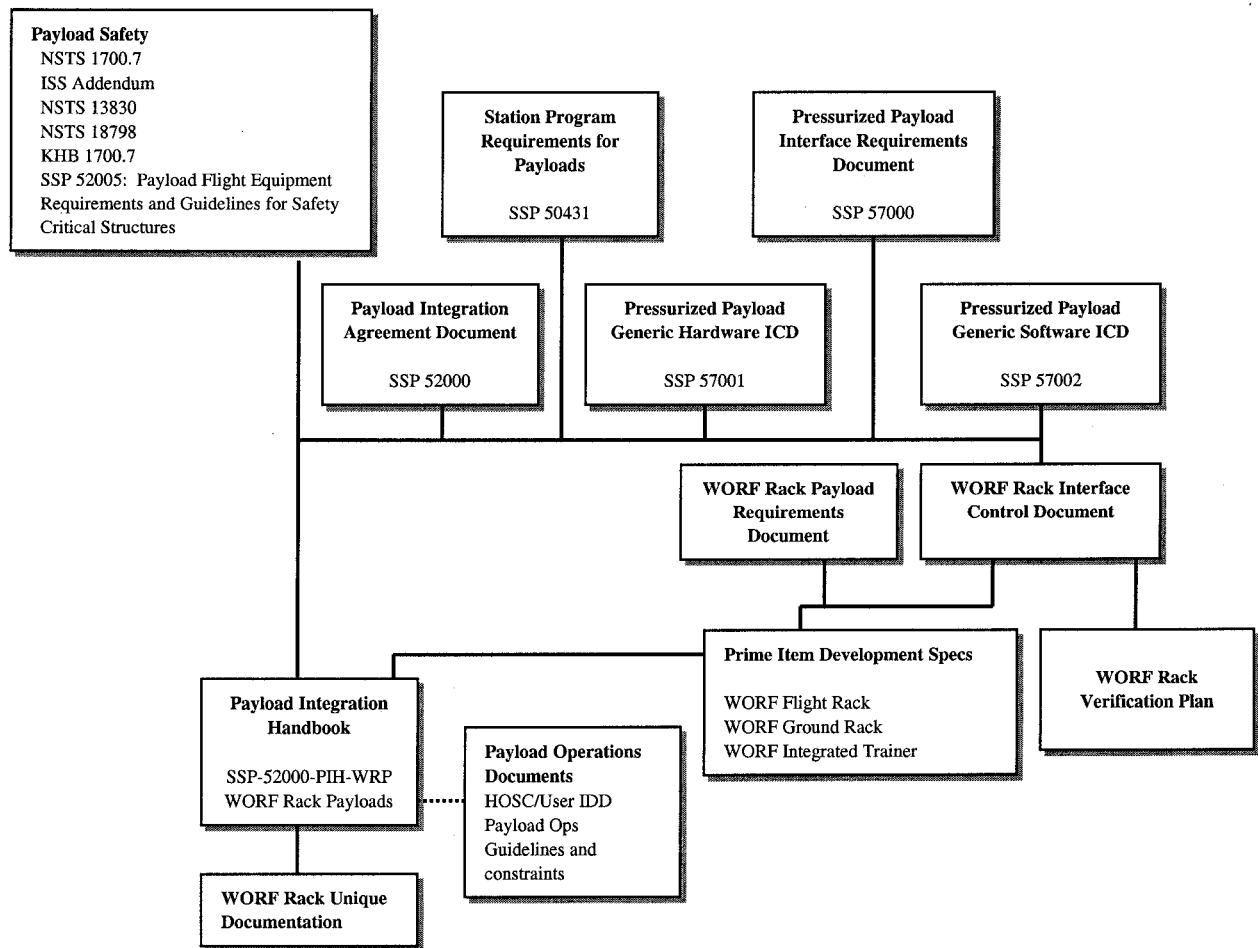 Payload Safety
NSTS 1700.7
ISS Addendum
NSTS 13830
NSTS 18798
KHB 1700.7
SSP 52005: Payload Flight Equipment
Requirements and Guidelines for Safety
Critical Structures
Station Program
Requirements for
Payloads
SSP 50431
Pressurized Payload
Interface Requirements
Document
SSP 57000
Payload Integration
Agreement Document
SSP 52000
Pressurized Payload
Generic Hardware ICD
SSP 57001
Pressurized Payload
Generic Software ICD
SSP 57002
WORF Rack Payload
Requirements
Document
WORF Rack Interface
Control Document
Prime Item Development Specs
WORF Flight Rack
WORF Ground Rack
WORF Integrated Trainer
WORF Rack
Verification Plan
Payload Integration
Handbook
SSP-52000-PIH-WRP
WORF Rack Payloads
Payload Operations
Documents
HOSC/User IDD
Payload Ops
Guidelines and
constraints
WORF Rack Unique
Documentation